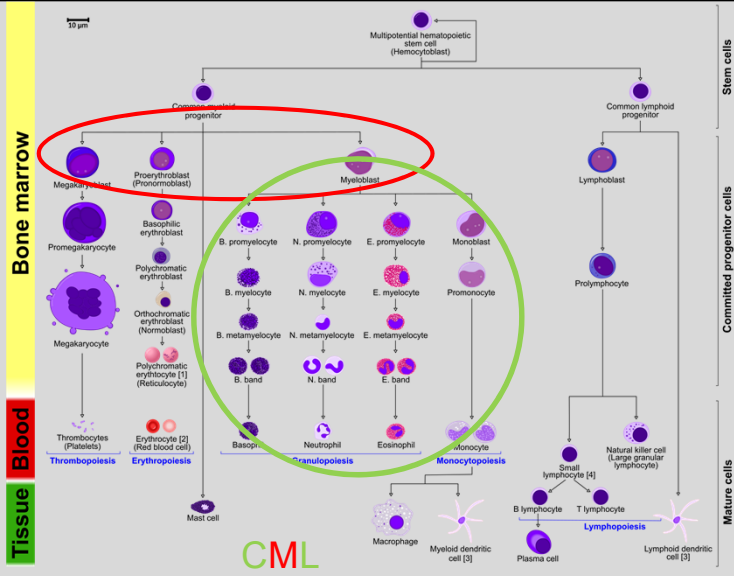 10 µm
Multipotential hematopoietic
stem cell
(Hemocytoblast)
Common myeloid
progenitor
Common lymphoid
progenitor
Megakaryoblast
Proerythroblast
(Pronormoblast)
Myeloblast
Lymphoblast
Promegakaryocyte
Basophilic
erythroblast
B. promyelocyte
N. promyelocyte
E. promyelocyte
Monoblast
Polychromatic
erythroblast
B. myelocyte
N. myelocyte
E. myelocyte
Promonocyte
Prolymphocyte
Megakaryocyte
Orthochromatic
erythroblast
(Normoblast)
B. metamyelocyte
N. metamyelocyte
E. metamyelocyte
Polychromatic
erythrocyte [1]
(Reticulocyte)
B. band
N. band
E. band
Thrombocytes
(Platelets)
Erythrocyte [2]
(Red blood cell)
Basophil
Neutrophil
Eosinophil
Monocyte
Natural killer cell
(Large granular
lymphocyte)
Small
lymphocyte [4]
Thrombopoiesis
Erythropoiesis
Granulopoiesis
Monocytopoiesis
B lymphocyte
T lymphocyte
Lymphopoiesis
Mast cell
Macrophage
Myeloid dendritic
cell [3]
Plasma cell
Lymphoid dendritic
cell [3]
CML
Bone marrow
Blood
Tissue
Stem cells
Committed progenitor cells
Mature cells